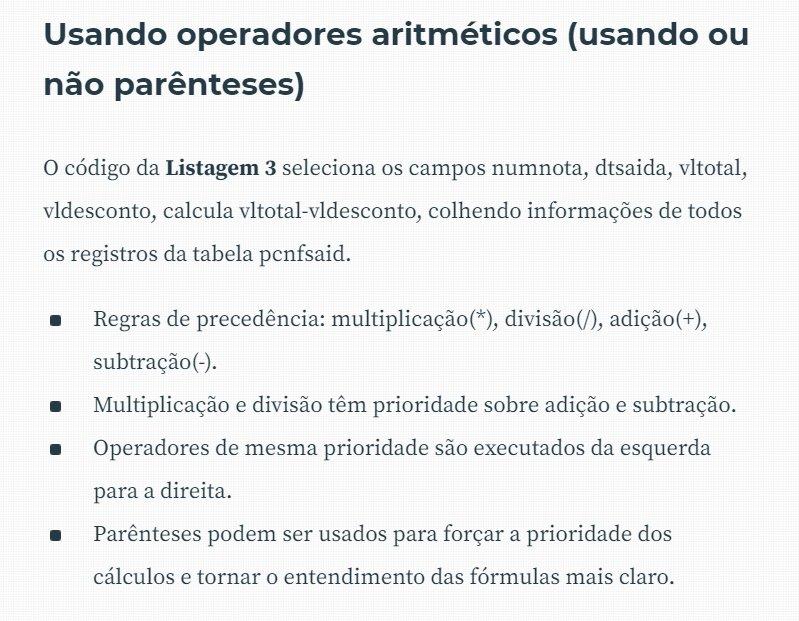 Usando operadores aritméticos (usando ou
não parênteses)
O código da Listagem 3 seleciona os campos numnota, dtsaida, vltotal,
vldesconto, calcula vltotal-vldesconto, colhendo informações de todos
os registros da tabela pcnfsaid.
Regras de precedência: multiplicação(*), divisão(/), adição(+),
subtração(-).
Multiplicação e divisão têm prioridade sobre adição e subtração.
Operadores de mesma prioridade são executados da esquerda
para a direita.
Parênteses podem ser usados para forçar a prioridade dos
cálculos e tornar o entendimento das fórmulas mais claro.